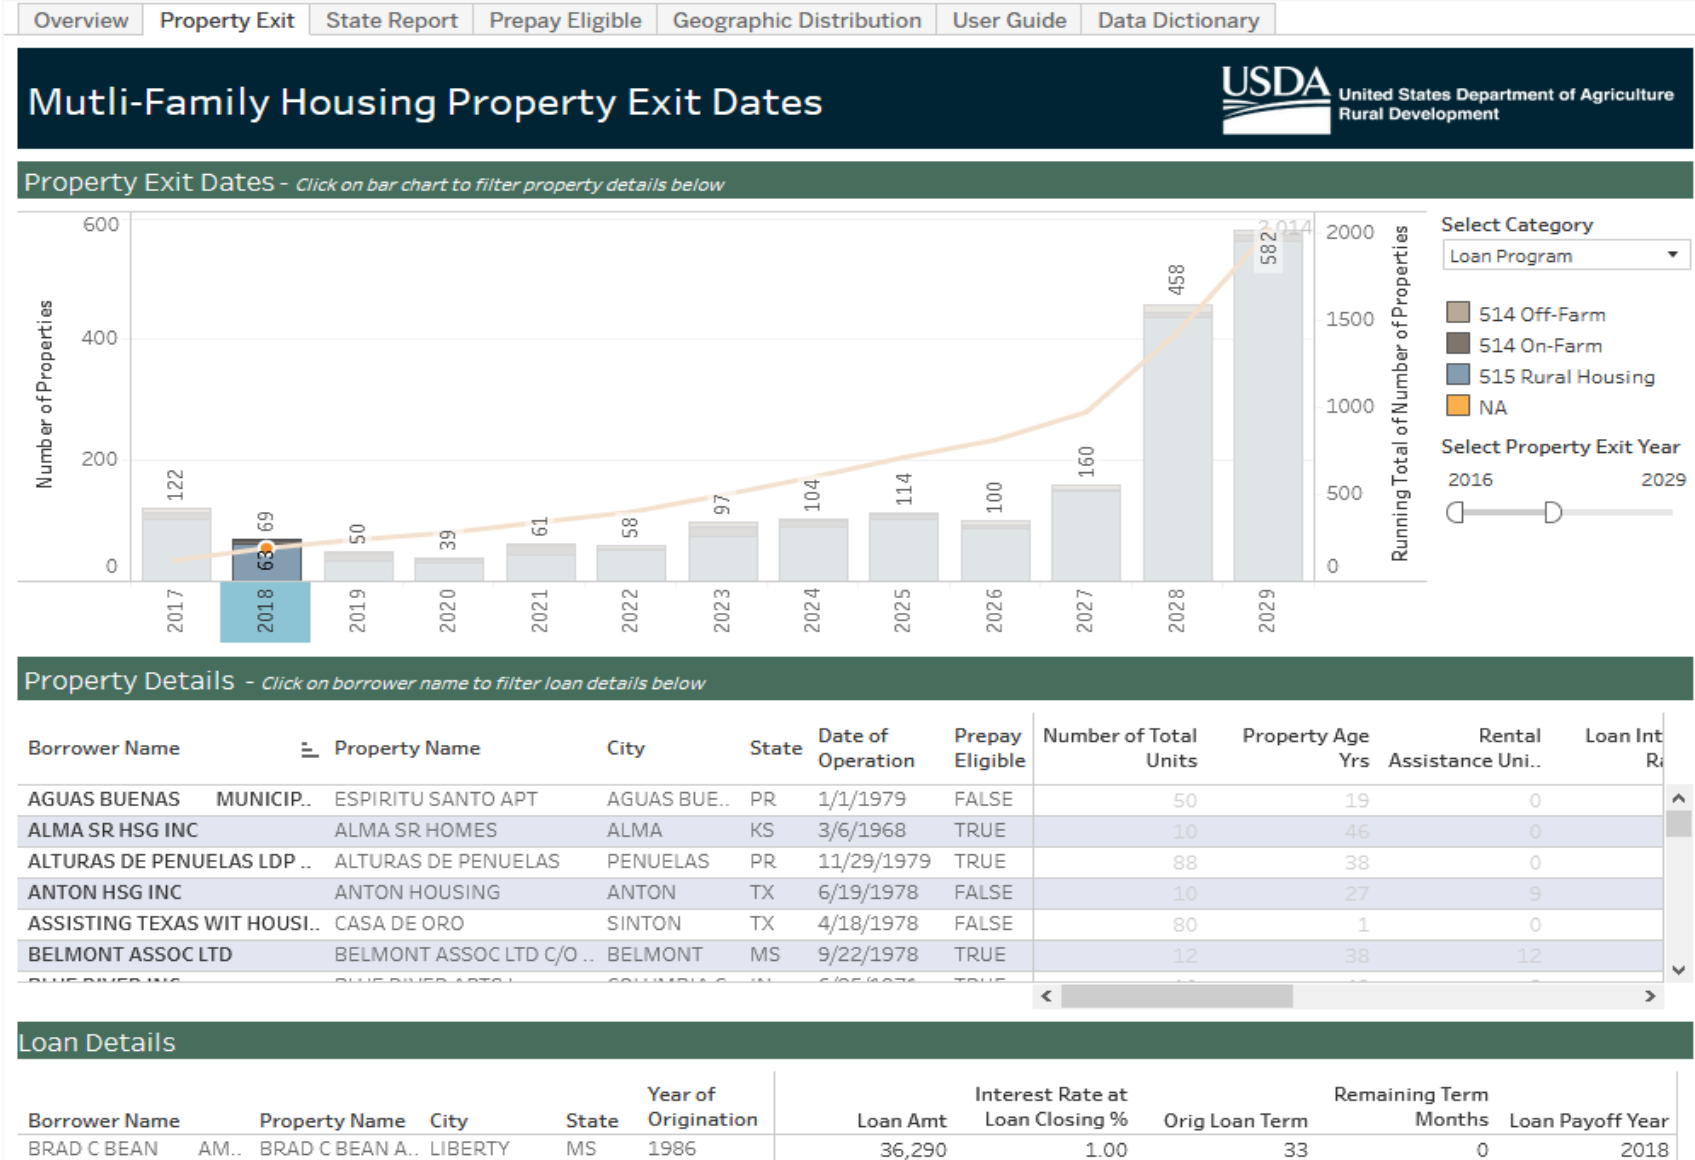 Overview Property Exit State Report Prepay Eligible Geographic Distribution User Guide Data Dictionary
Mutli-Family Housing Property Exit Dates
USDA United States Department of Agriculture
Rural Development
Property Exit Dates - Click on bar chart to filter property details below
Number of Properties
600
400
200
0
122
69
63
50
39
61
58
97
104
114
100
160
458
582
2,014
2017 2018 2019 2020 2021 2022 2023 2024 2025 2026 2027 2028 2029
2000
1500
1000
500
0
Running Total of Number of Properties
Select Category
Loan Program
514 Off-Farm
514 On-Farm
515 Rural Housing
NA
Select Property Exit Year
2016 2029
Property Details - Click on borrower name to filter loan details below
Borrower Name Property Name City State Date of Operation Prepay Eligible Number of Total Units Property Age Yrs Rental Assistance Uni.. Loan Int
AGUAS BUENAS MUNICIP.. ESPIRITU SANTO APT AGUAS BUE.. PR 1/1/1979 FALSE 50 19 0
ALMA SR HSG INC ALMA SR HOMES ALMA KS 3/6/1968 TRUE 10 46 0
ALTURAS DE PENUELAS LDP .. ALTURAS DE PENUELAS PENUELAS PR 11/29/1979 TRUE 88 38 0
ANTON HSG INC ANTON HOUSING ANTON TX 6/19/1978 FALSE 10 27 9
ASSISTING TEXAS WIT HOUSI.. CASA DE ORO SINTON TX 4/18/1978 FALSE 80 1 0
BELMONT ASSOC LTD BELMONT ASSOC LTD C/O .. BELMONT MS 9/22/1978 TRUE 12 38 12
Loan Details
Borrower Name Property Name City State Year of Origination Loan Amt Interest Rate at Loan Closing % Orig Loan Term Remaining Term Months Loan Payoff Year
BRAD C BEAN AM.. BRAD C BEAN A.. LIBERTY MS 1986 36,290 1.00 33 0 2018